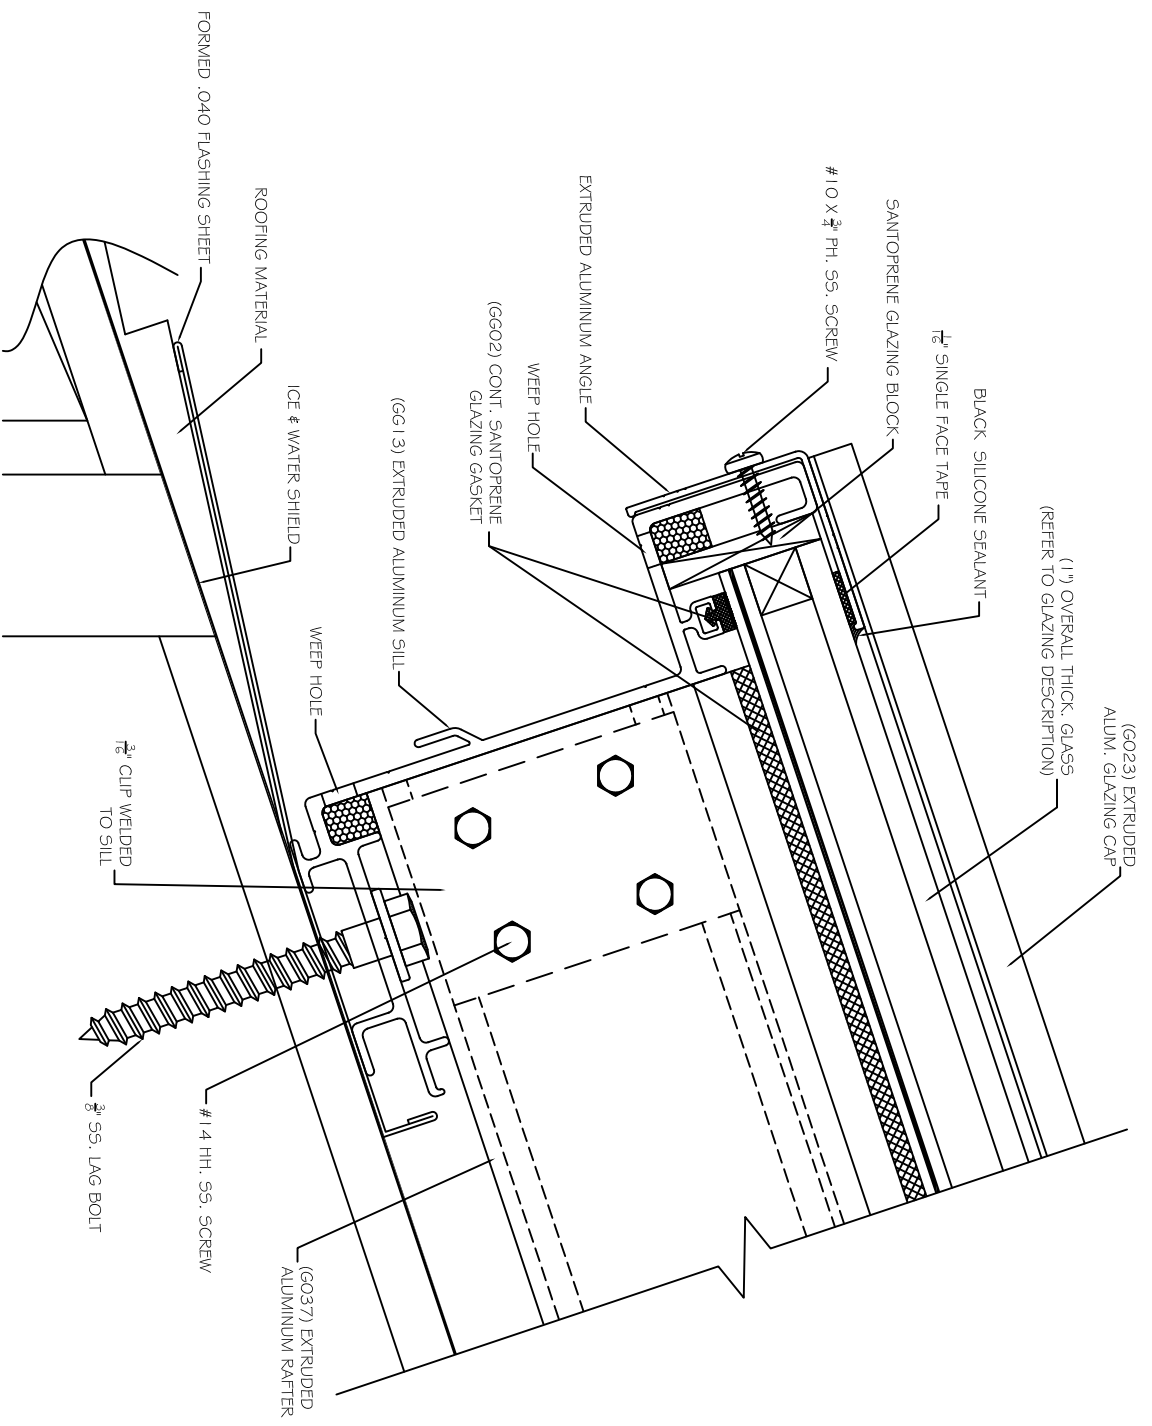 (G023) EXTRUDED
ALUM. GLAZING CAP
(1") OVERALL THICK. GLASS
(REFER TO GLAZING DESCRIPTION)
BLACK SILICONE SEALANT
1/16" SINGLE FACE TAPE
SANTOPRENE GLAZING BLOCK
#10 X 3/4" PH. SS. SCREW
EXTRUDED ALUMINUM ANGLE
WEEP HOLE
(GG02) CONT. SANTOPRENE
GLAZING GASKET
(GG13) EXTRUDED ALUMINUM SILL
WEEP HOLE
ICE & WATER SHIELD
ROOFING MATERIAL
FORMED .040 FLASHING SHEET
3/16" CLIP WELDED
TO SILL
3/8" SS. LAG BOLT
#14 HH. SS. SCREW
(G037) EXTRUDED
ALUMINUM RAFTER